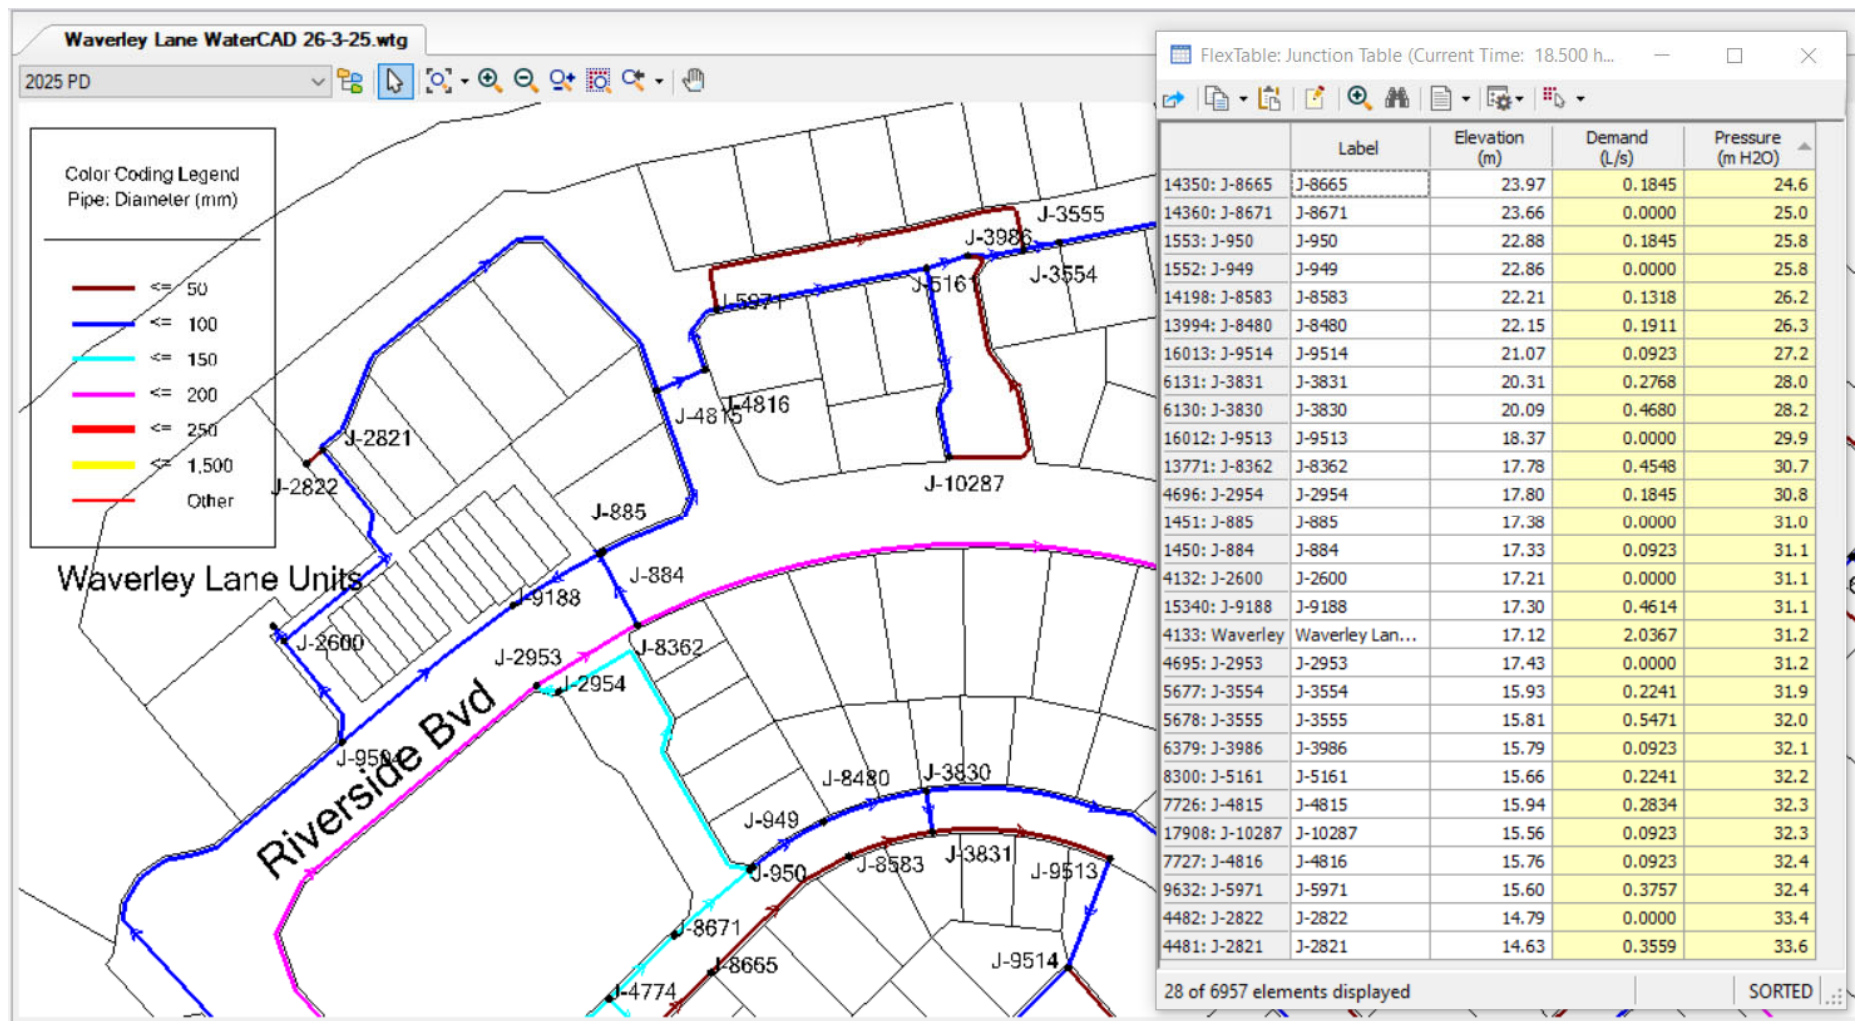 Waverley Lane WaterCAD 26-3-25.wtg
2025 PD
Color Coding Legend
Pipe: Diameter (mm)
<= 50
<= 100
<= 150
<= 200
<= 250
<= 1,500
Other
J-3555
J-3986
J-3554
J-5161
J-5971
J-4816
J-4815
J-2821
J-2822
J-10287
J-885
Waverley Lane Units
J-884
J-9188
J-2600
J-8362
J-2953
J-2954
J-950
Riverside Bvd
J-8480
J-3830
J-949
J-950
J-8583
J-3831
J-9513
J-8671
J-8665
J-9514
J-4774
FlexTable: Junction Table (Current Time: 18.500 h...
Label Elevation (m) Demand (L/s) Pressure (m H2O)
14350: J-8665 J-8665 23.97 0.1845 24.6
14360: J-8671 J-8671 23.66 0.0000 25.0
1553: J-950 J-950 22.88 0.1845 25.8
1552: J-949 J-949 22.86 0.0000 25.8
14198: J-8583 J-8583 22.21 0.1318 26.2
13994: J-8480 J-8480 22.15 0.1911 26.3
16013: J-9514 J-9514 21.07 0.0923 27.2
6131: J-3831 J-3831 20.31 0.2768 28.0
6130: J-3830 J-3830 20.09 0.4680 28.2
16012: J-9513 J-9513 18.37 0.0000 29.9
13771: J-8362 J-8362 17.78 0.4548 30.7
4696: J-2954 J-2954 17.80 0.1845 30.8
1451: J-885 J-885 17.38 0.0000 31.0
1450: J-884 J-884 17.33 0.0923 31.1
4132: J-2600 J-2600 17.21 0.0000 31.1
15340: J-9188 J-9188 17.30 0.4614 31.1
4133: Waverley Waverley Lan... 17.12 2.0367 31.2
4695: J-2953 J-2953 17.43 0.0000 31.2
5677: J-3554 J-3554 15.93 0.2241 31.9
5678: J-3555 J-3555 15.81 0.5471 32.0
6379: J-3986 J-3986 15.79 0.0923 32.1
8300: J-5161 J-5161 15.66 0.2241 32.2
7726: J-4815 J-4815 15.94 0.2834 32.3
17908: J-10287 J-10287 15.56 0.0923 32.3
7727: J-4816 J-4816 15.76 0.0923 32.4
9632: J-5971 J-5971 15.60 0.3757 32.4
4482: J-2822 J-2822 14.79 0.0000 33.4
4481: J-2821 J-2821 14.63 0.3559 33.6
28 of 6957 elements displayed
SORTED